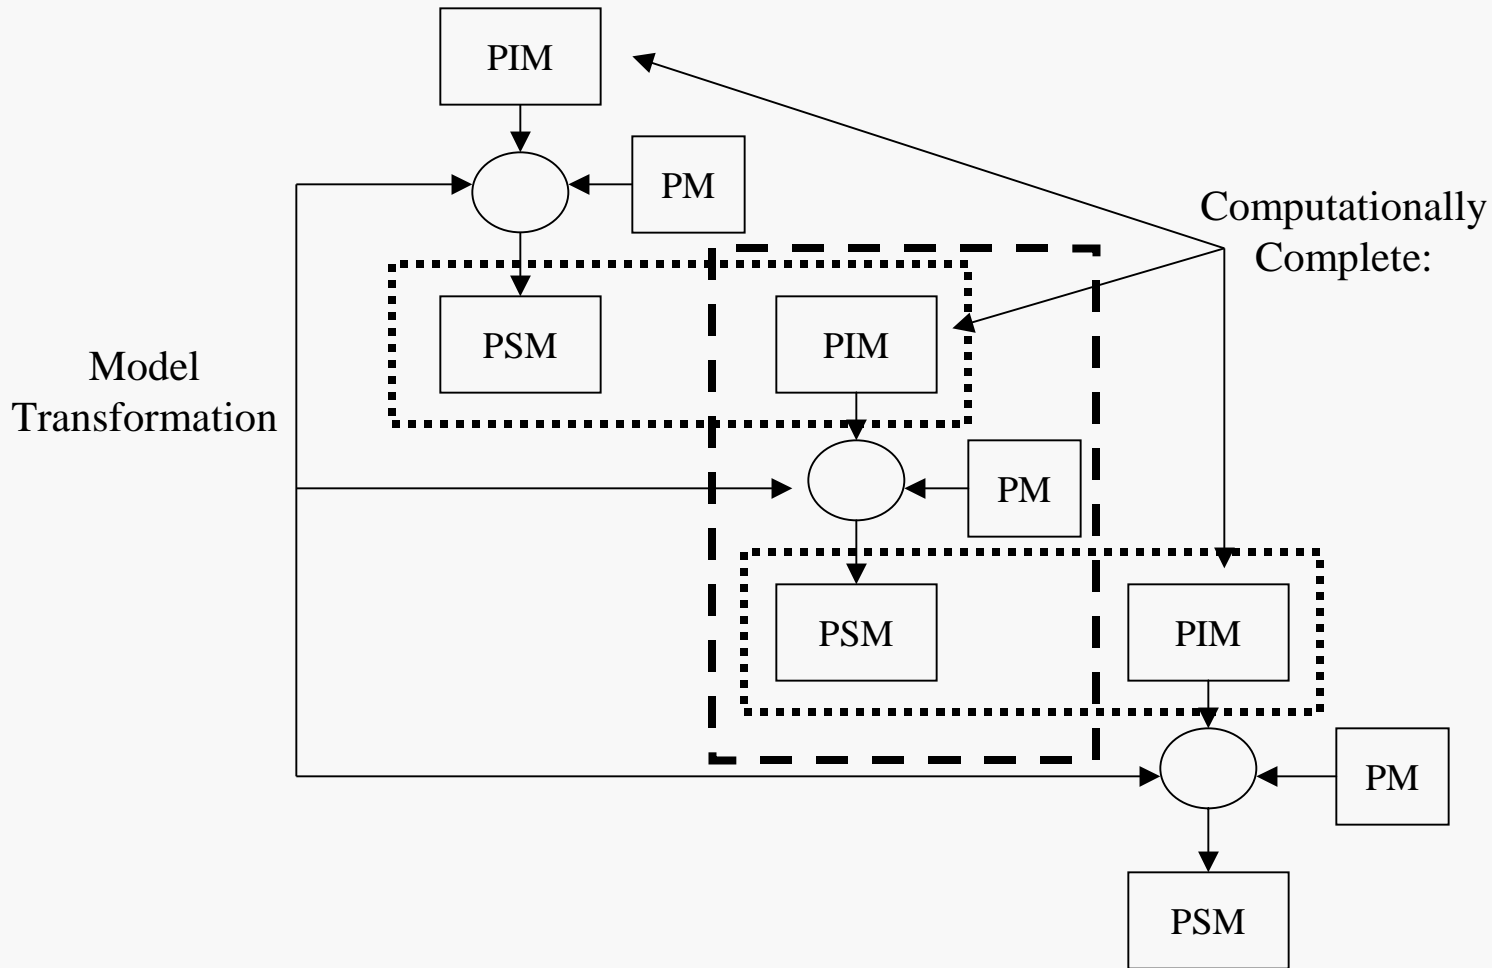 PIM
PM
Computationally
Complete:
PSM
PIM
Model
Transformation
PM
PSM
PIM
PM
PSM